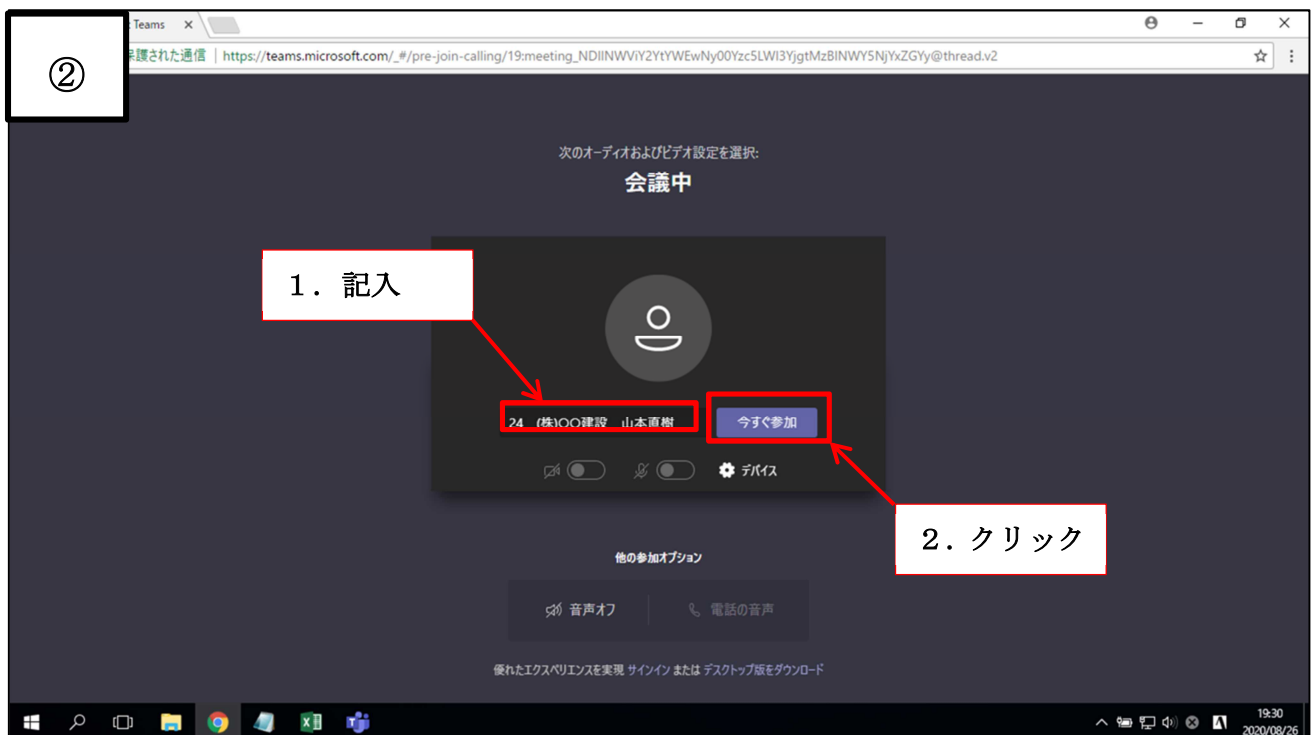 Teams
②
保護された通信 | https://teams.microsoft.com/_#/pre-join-calling/19:meeting_NDIlNWViY2YtYWEwNy00Yzc5LWI3YjgtMzBlNWY5NjYxZGYy@thread.v2
次のオーディオおよびビデオ設定を選択:
会議中
１．記入
24 (株)○○建設 山本直樹
今すぐ参加
デバイス
２．クリック
他の参加オプション
音声オフ
電話の音声
優れたエクスペリエンスを実現 サインイン または デスクトップ版をダウンロード
19:30
2020/08/26